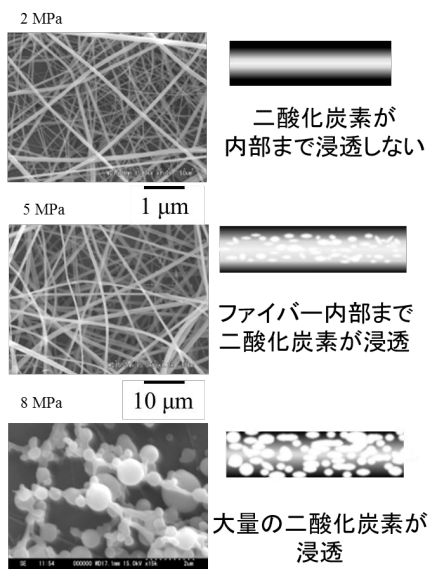 2 MPa
二酸化炭素が
内部まで浸透しない
1 μm
5 MPa
ファイバー内部まで
二酸化炭素が浸透
10 μm
8 MPa
大量の二酸化炭素が
浸透